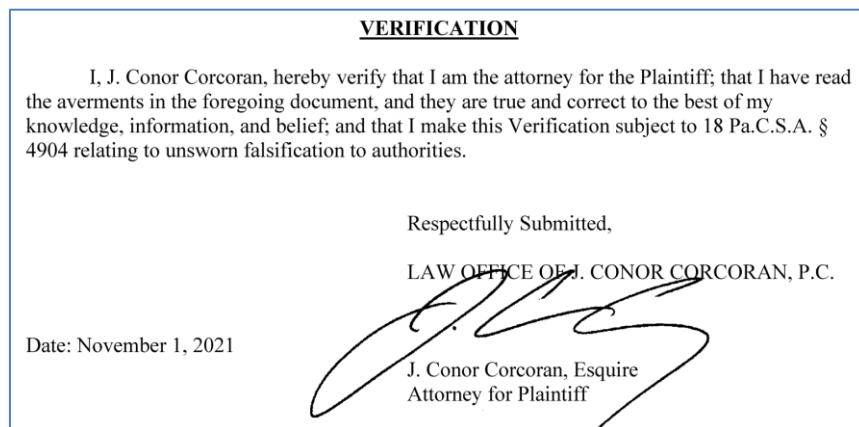 VERIFICATION
I, J. Conor Corcoran, hereby verify that I am the attorney for the Plaintiff; that I have read
the averments in the foregoing document, and they are true and correct to the best of my
knowledge, information, and belief; and that I make this Verification subject to 18 Pa.C.S.A. §
4904 relating to unsworn falsification to authorities.
Respectfully Submitted,
LAW OFFICE OF J. CONOR CORCORAN, P.C.
Date: November 1, 2021
J. Conor Corcoran, Esquire
Attorney for Plaintiff